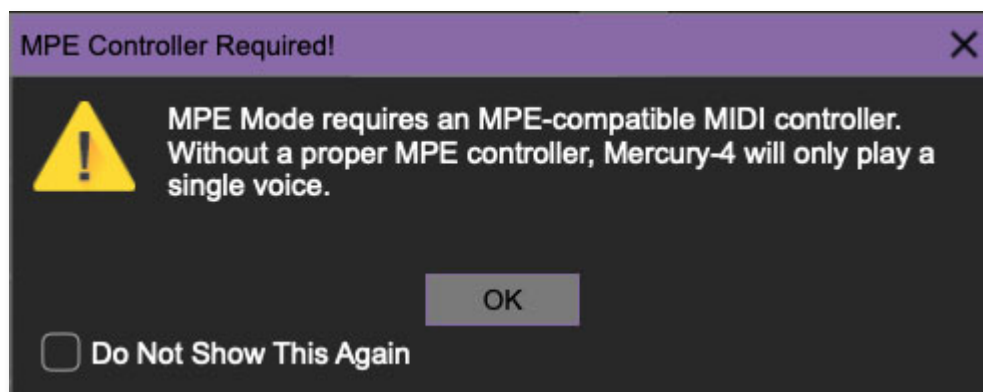 MPE Controller Required!
MPE Mode requires an MPE-compatible MIDI controller.
Without a proper MPE controller, Mercury-4 will only play a
single voice.
OK
Do Not Show This Again